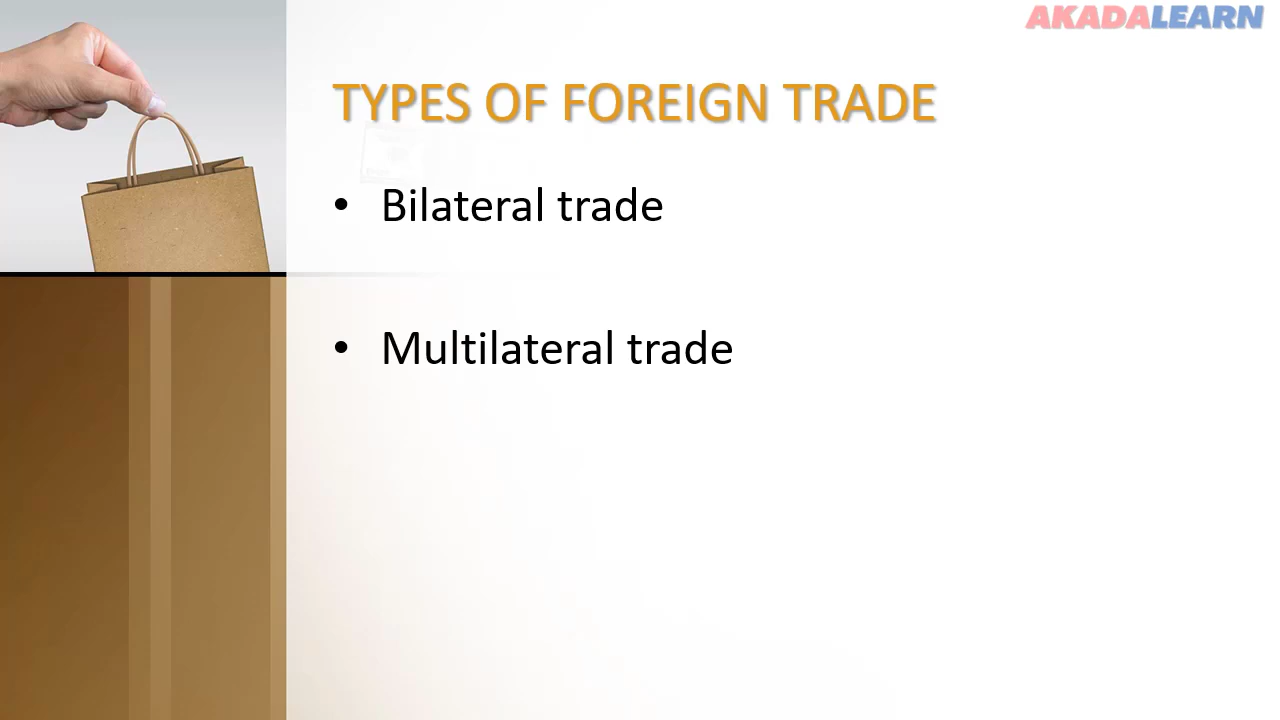 AKADALEARN
TYPES OF FOREIGN TRADE
• Bilateral trade
• Multilateral trade